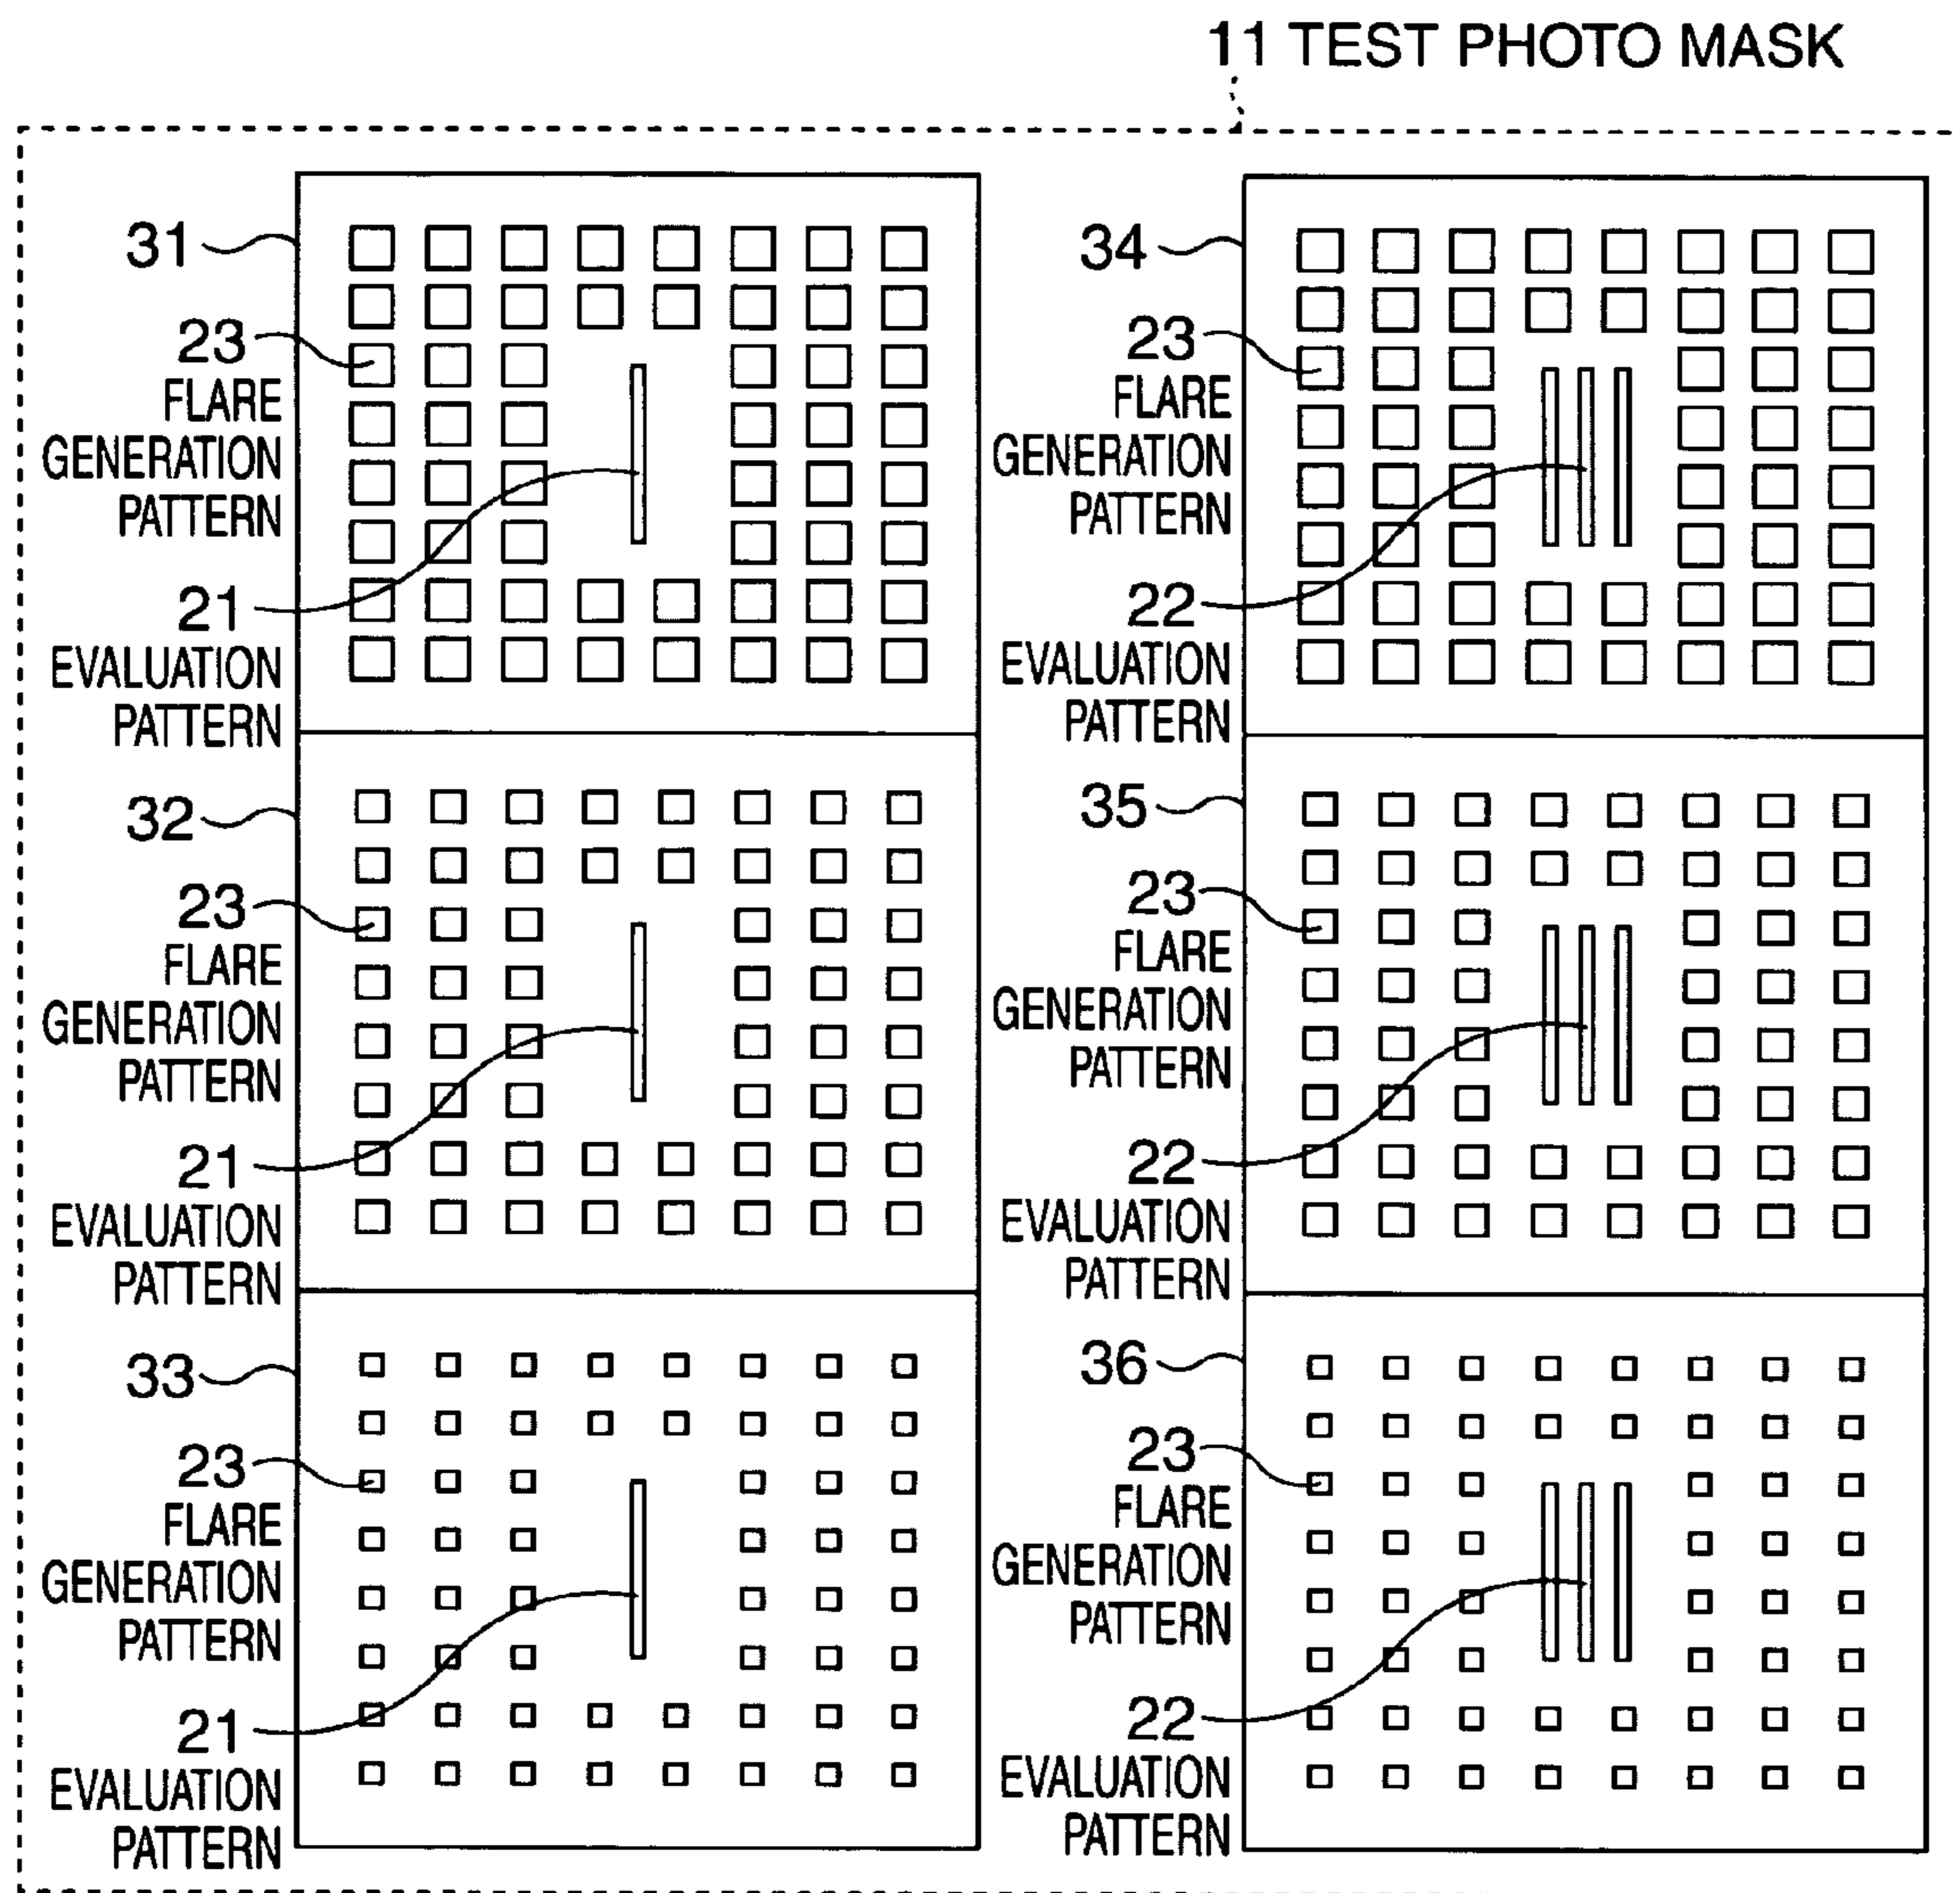 11 TEST PHOTO MASK
31
23
FLARE
GENERATION
PATTERN
21
EVALUATION
PATTERN
32
23
FLARE
GENERATION
PATTERN
21
EVALUATION
PATTERN
33
23
FLARE
GENERATION
PATTERN
21
EVALUATION
PATTERN
34
23
FLARE
GENERATION
PATTERN
22
EVALUATION
PATTERN
35
23
FLARE
GENERATION
PATTERN
22
EVALUATION
PATTERN
36
23
FLARE
GENERATION
PATTERN
22
EVALUATION
PATTERN